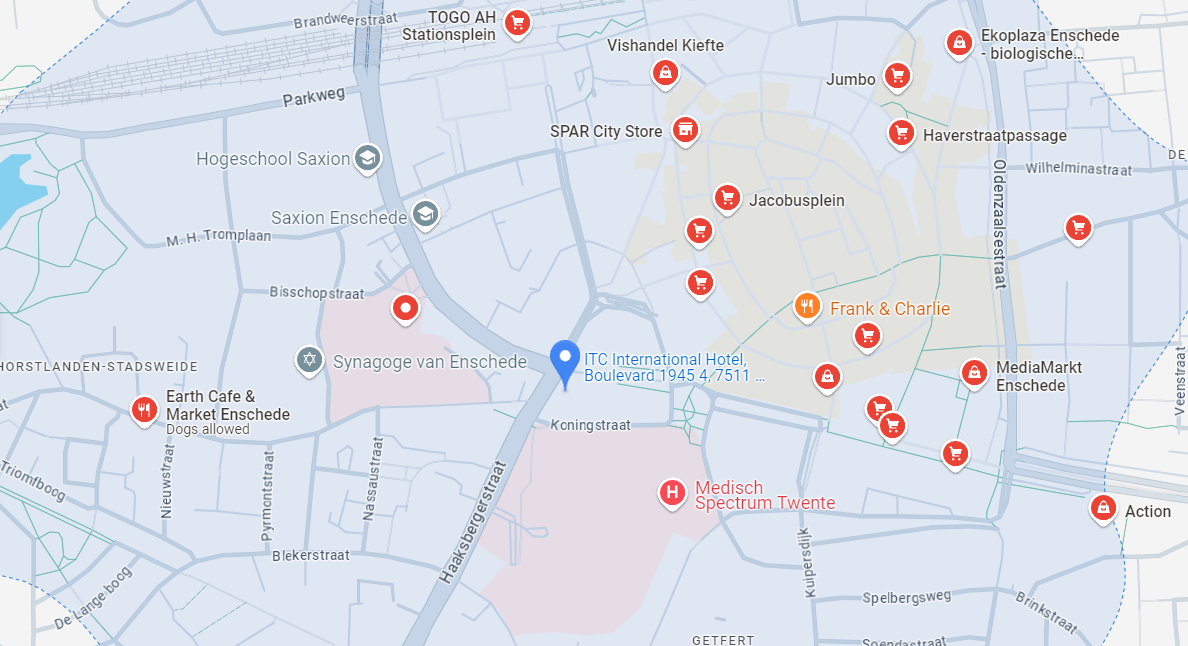 Brandweerstraat
TOGO AH
Stationsplein
Vishandel Kiefte
Ekoplaza Enschede
- biologische...
Jumbo
Parkweg
SPAR City Store
Haverstraatpassage
Hogeschool Saxion
DE
Wilhelminastraat
Oldenzaalsestraat
Jacobusplein
Saxion Enschede
M. H. Tromplaan
Bisschopstraat
Frank & Charlie
Synagoge van Enschede
ITC International Hotel,
Boulevard 1945 4, 7511 ...
HORSTLANDEN-STADSWEIDE
MediaMarkt
Enschede
Veenstraat
Earth Cafe &
Market Enschede
Dogs allowed
at
Koningstraat
Triomfboog
Nieuwstraat
Pyrmontstraat
Nassaustraat
Haaksbergerstraat
H
Medisch
Spectrum Twente
Action
Kuipersdijk
Blekerstraat
De Lange boog
Spelbergsweg
Brinkstraat
GETFERT
Soendastraat